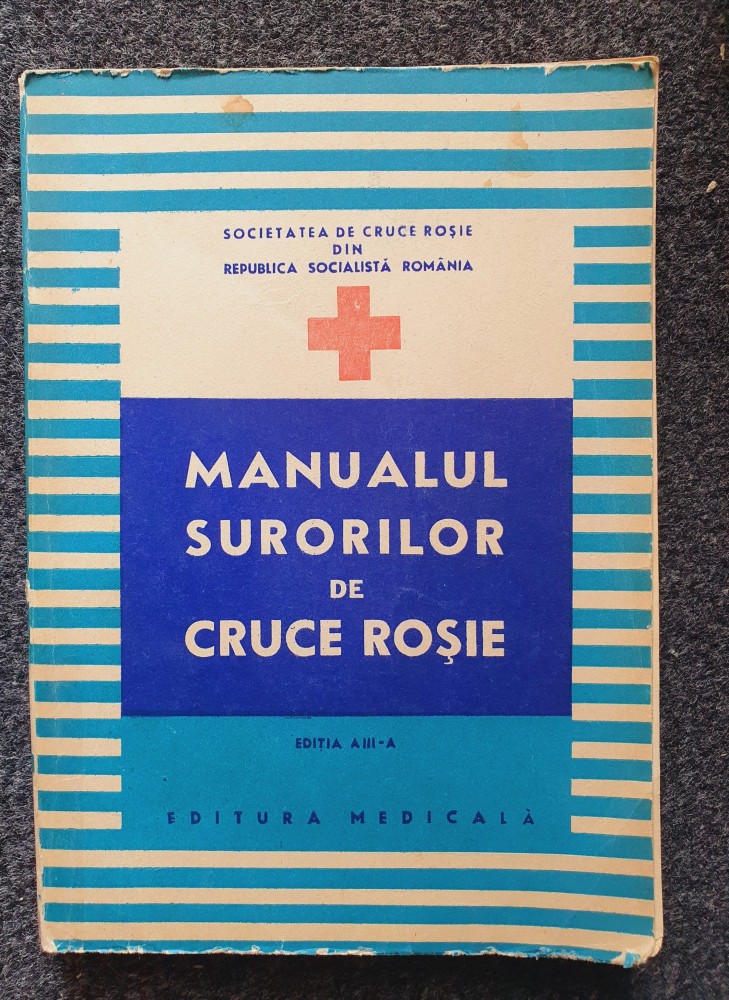 SOCIETATEA DE CRUCE ROȘIE
DIN
REPUBLICA SOCIALISTĂ ROMÂNIA
MANUALUL
SURORILOR
DE
CRUCE ROȘIE
EDIȚIA A III-A
EDITURA MEDICALĂ